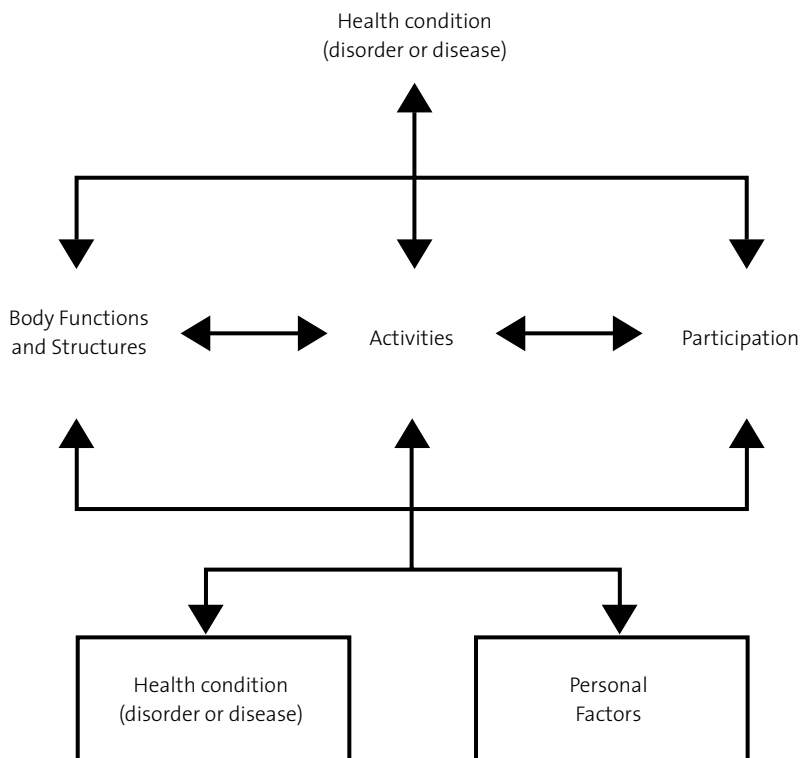 Health condition
(disorder or disease)
Body Functions
and Structures
Activities
Participation
Health condition
(disorder or disease)
Personal
Factors